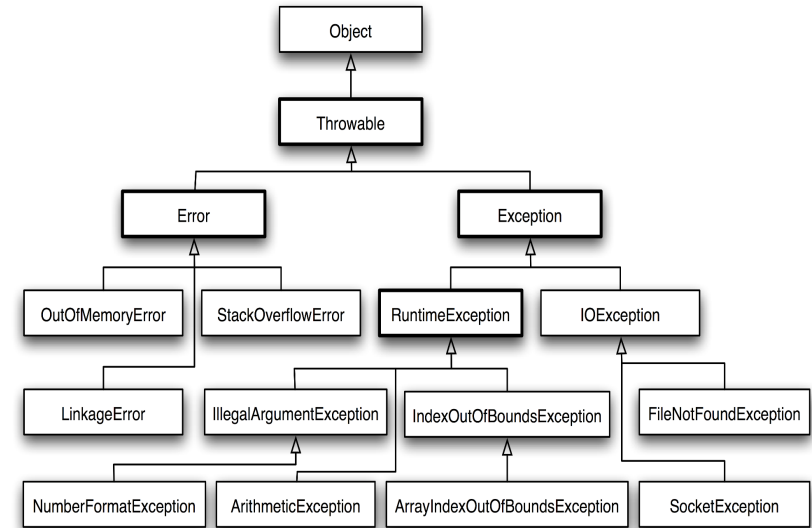 Object
Throwable
Error
Exception
OutOfMemoryError
StackOverflowError
RuntimeException
IOException
LinkageError
IllegalArgumentException
IndexOutOfBoundsException
FileNotFoundException
NumberFormatException
ArithmeticException
ArrayIndexOutOfBoundsException
SocketException